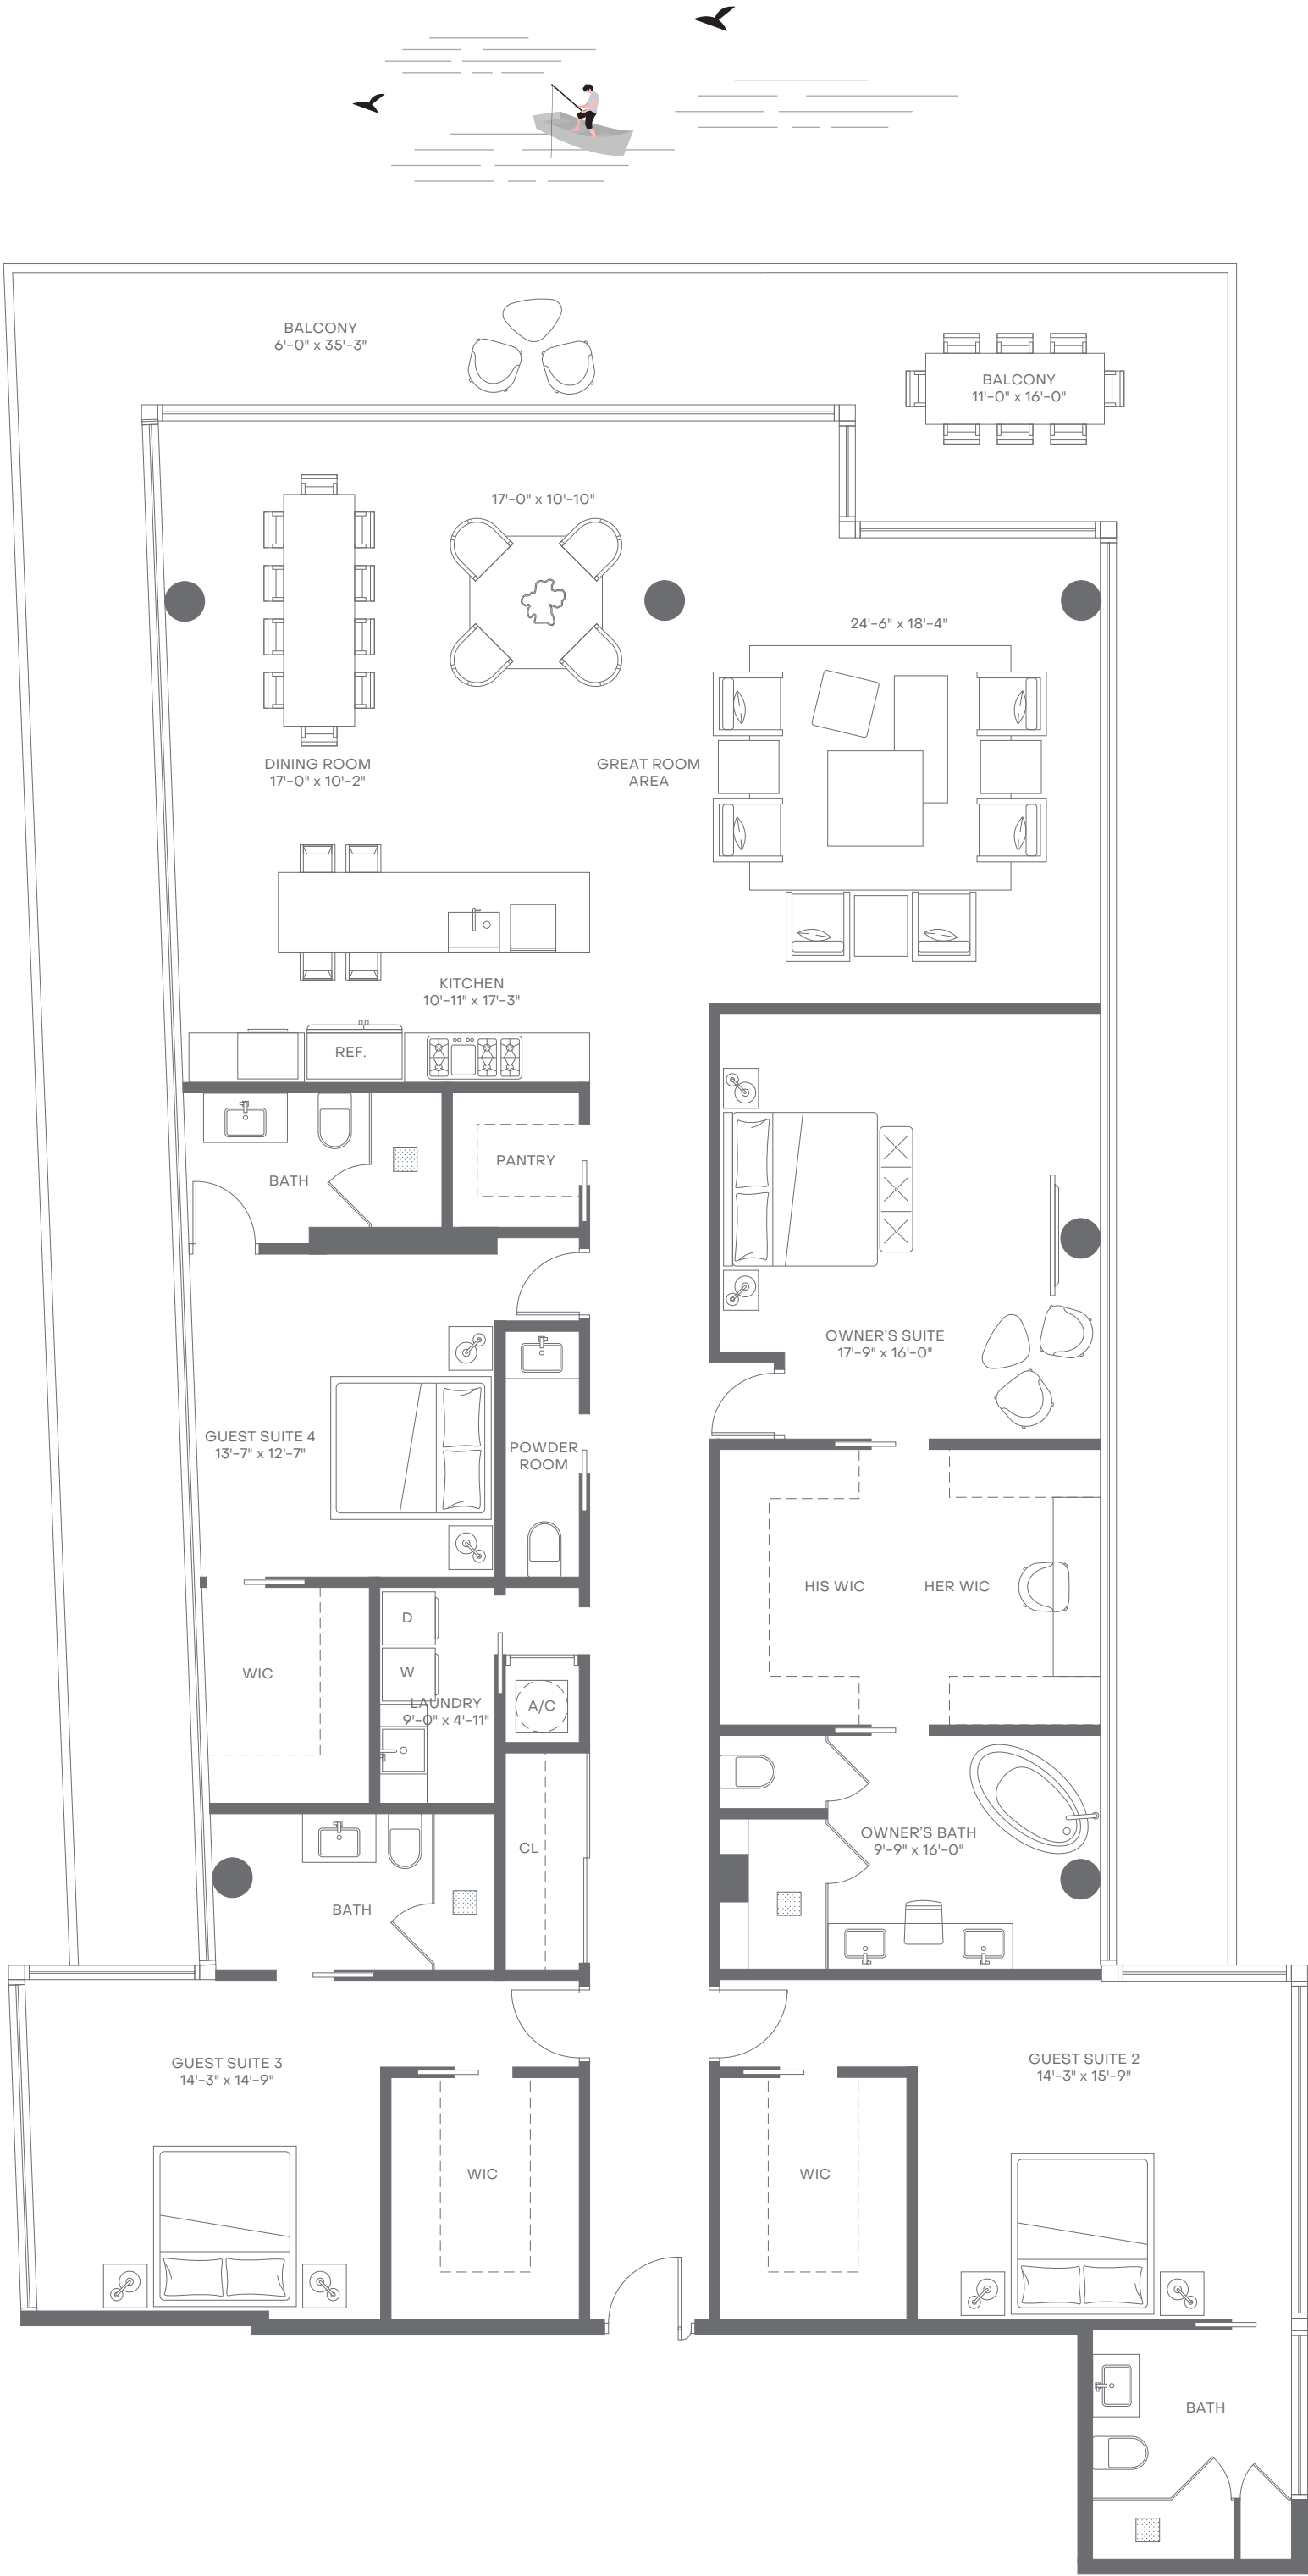 BALCONY
6'-0" x 35'-3"
BALCONY
11'-0" x 16'-0"
17'-0" x 10'-10"
24'-6" x 18'-4"
DINING ROOM
17'-0" x 10'-2"
GREAT ROOM
AREA
KITCHEN
10'-11" x 17'-3"
REF.
PANTRY
BATH
OWNER'S SUITE
17'-9" x 16'-0"
GUEST SUITE 4
13'-7" x 12'-7"
POWDER
ROOM
HIS WIC
HER WIC
D
WIC
W
LAUNDRY
9'-0" x 4'-11"
A/C
CL
OWNER'S BATH
9'-9" x 16'-0"
BATH
GUEST SUITE 3
14'-3" x 14'-9"
GUEST SUITE 2
14'-3" x 15'-9"
WIC
WIC
BATH